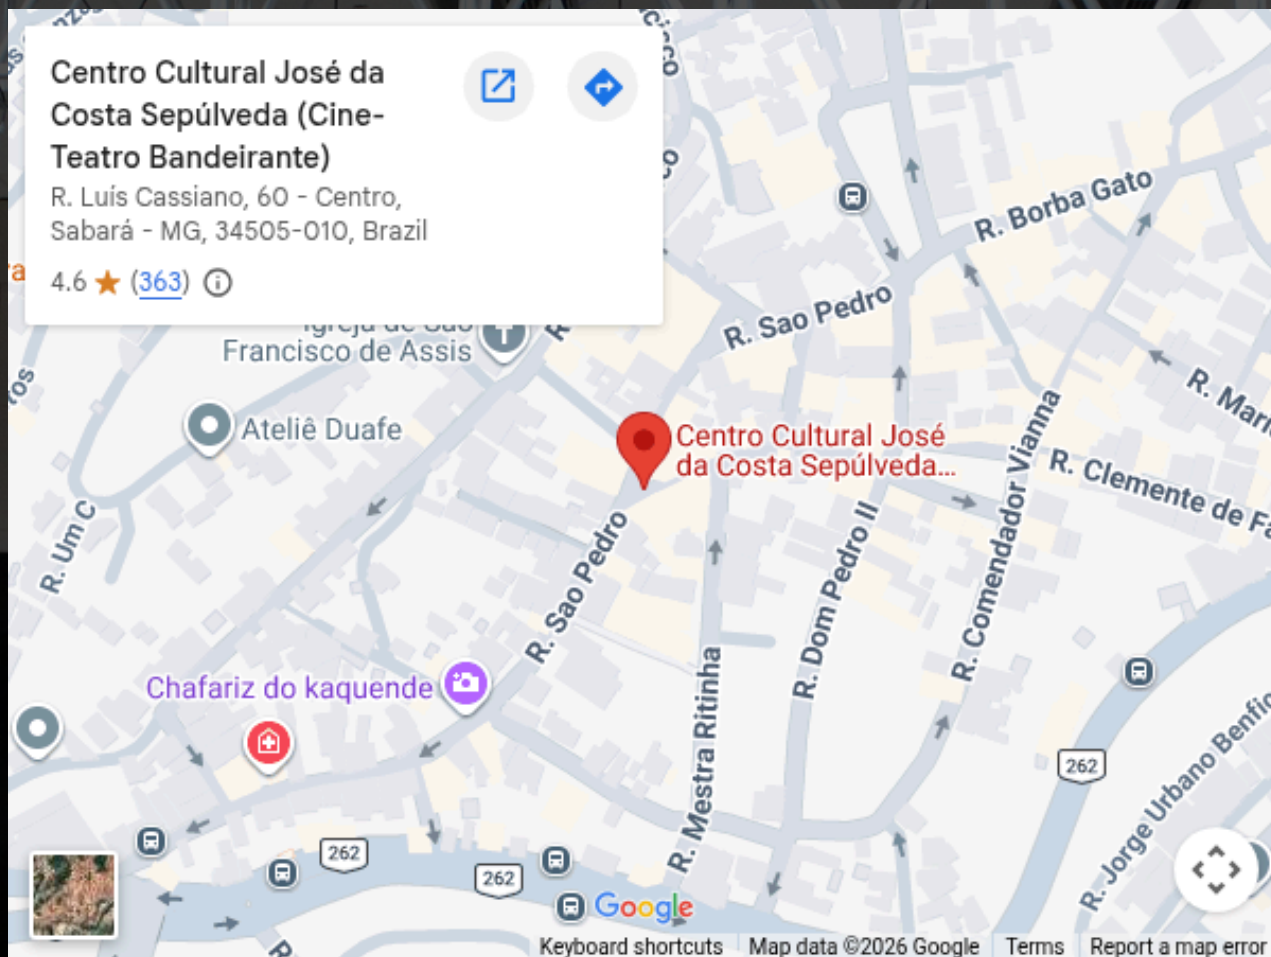 Centro Cultural José da
Costa Sepúlveda (Cine-
Teatro Bandeirante)
R. Luís Cassiano, 60 - Centro,
Sabará - MG, 34505-010, Brazil
4.6 ★ (363)
R. Borba Gato
R. Sao Pedro
Igreja de São
Francisco de Assis
Ateliê Duafe
Centro Cultural José
da Costa Sepúlveda...
R. Clemente de
R. Um C
R. Sao Pedro
R. Dom Pedro II
R. Comendador Vianna
Chafariz do kaquende
R. Mestra Ritinha
R. Jorge Urbano
262
262
262
Google
Keyboard shortcuts
Map data ©2026 Google
Terms
Report a map error